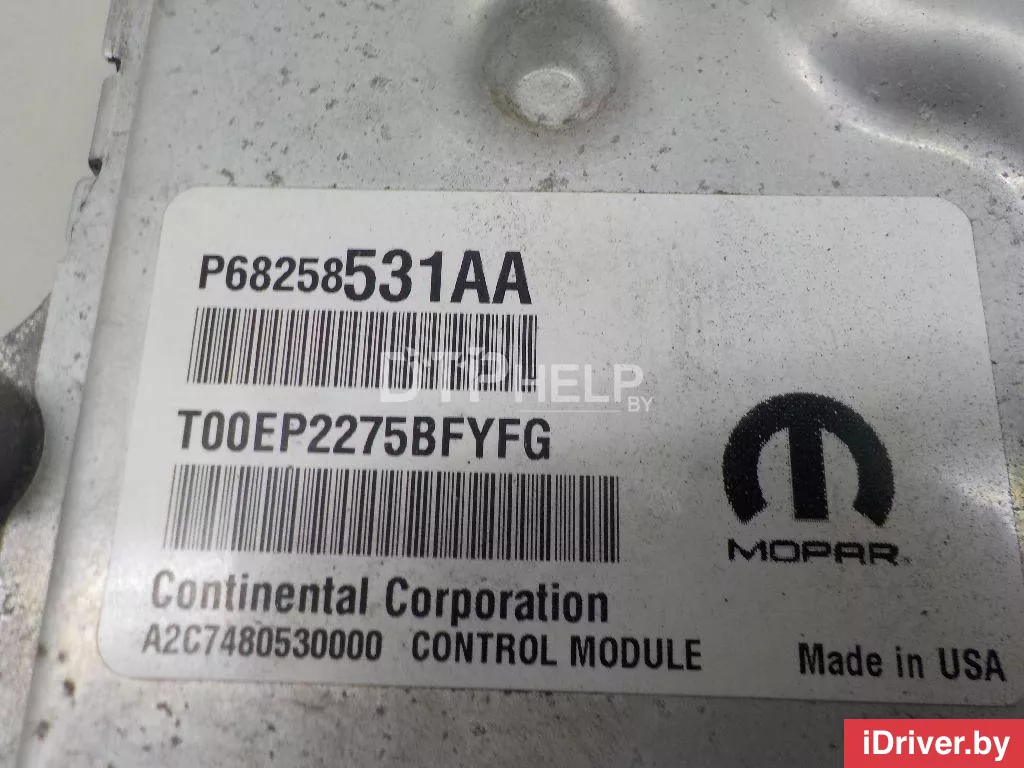 P68258531AA
DTPHELP
BY
T00EP2275BFYFG
MOPAR
Continental Corporation
A2C7480530000 CONTROL MODULE
Made in USA
iDriver.by